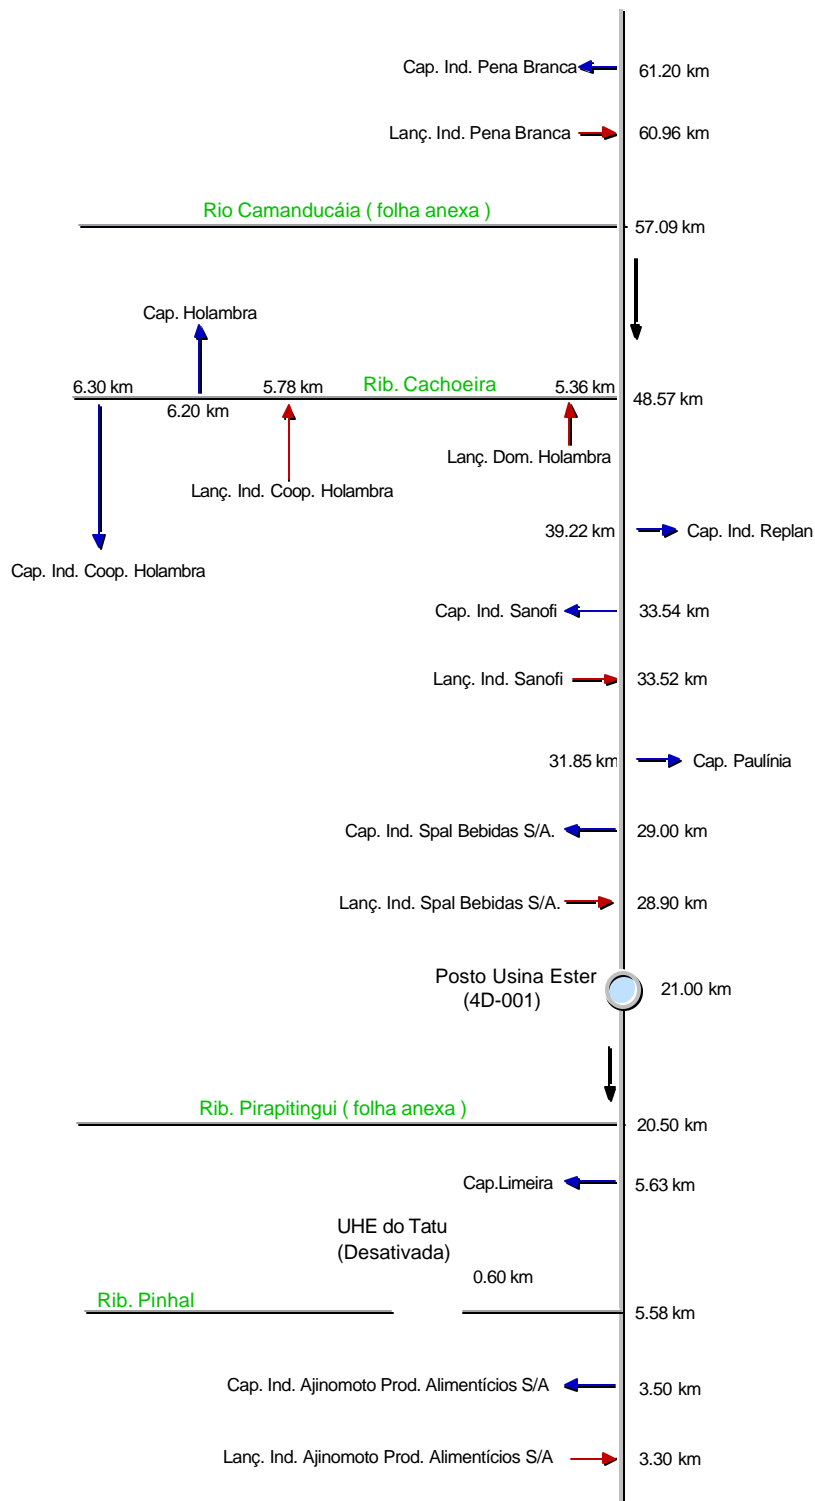 Cap. Ind. Pena Branca 61.20 km
Lanç. Ind. Pena Branca 60.96 km
Rio Camanducáia ( folha anexa )
57.09 km
Cap. Holambra
6.30 km 5.78 km Rib. Cachoeira 5.36 km
48.57 km
6.20 km
Lanç. Dom. Holambra
Lanç. Ind. Coop. Holambra
39.22 km Cap. Ind. Replan
Cap. Ind. Coop. Holambra
Cap. Ind. Sanofi 33.54 km
Lanç. Ind. Sanofi 33.52 km
31.85 km Cap. Paulínia
Cap. Ind. Spal Bebidas S/A. 29.00 km
Lanç. Ind. Spal Bebidas S/A. 28.90 km
Posto Usina Ester
(4D-001)
21.00 km
Rib. Pirapitingui ( folha anexa )
20.50 km
Cap.Limeira 5.63 km
UHE do Tatu
(Desativada)
0.60 km
Rib. Pinhal
5.58 km
Cap. Ind. Ajinomoto Prod. Alimentícios S/A 3.50 km
Lanç. Ind. Ajinomoto Prod. Alimentícios S/A 3.30 km